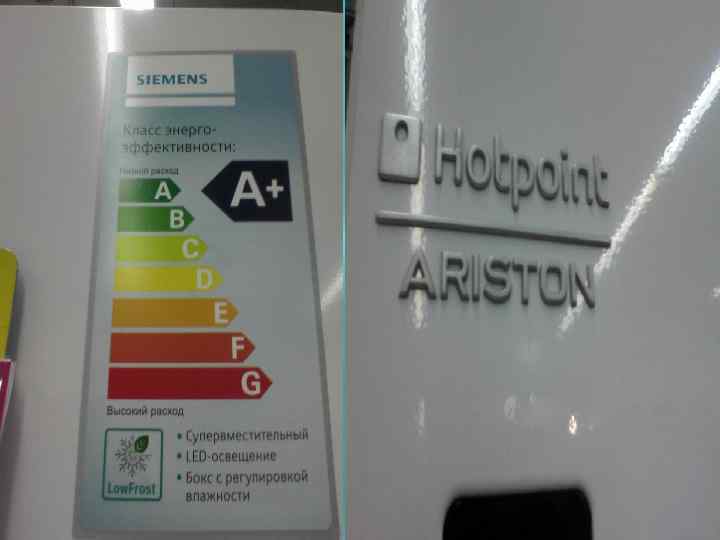 SIEMENS
Класс энерго-
эффективности:
Низкий расход
A+
A
B
C
D
E
F
G
Высокий расход
LowFrost
• Супервместительный
• LED-освещение
• Бокс с регулировкой
влажности
Hotpoint
ARISTON